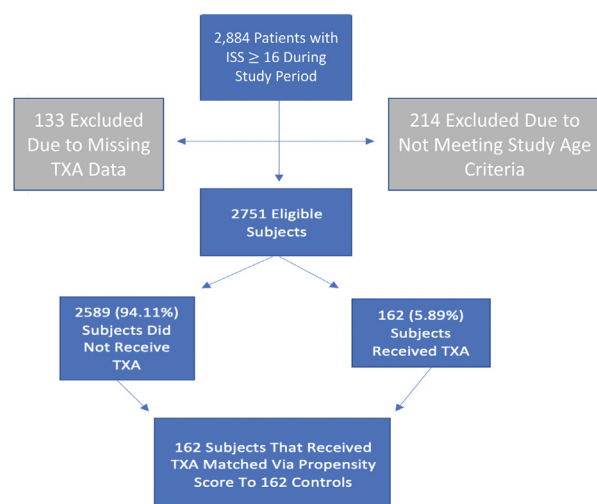 2,884 Patients with
ISS ≥ 16 During
Study Period
133 Excluded
Due to Missing
TXA Data
214 Excluded Due to
Not Meeting Study Age
Criteria
2751 Eligible
Subjects
2589 (94.11%)
Subjects Did
Not Receive
TXA
162 (5.89%)
Subjects
Received TXA
162 Subjects That Received
TXA Matched Via Propensity
Score To 162 Controls